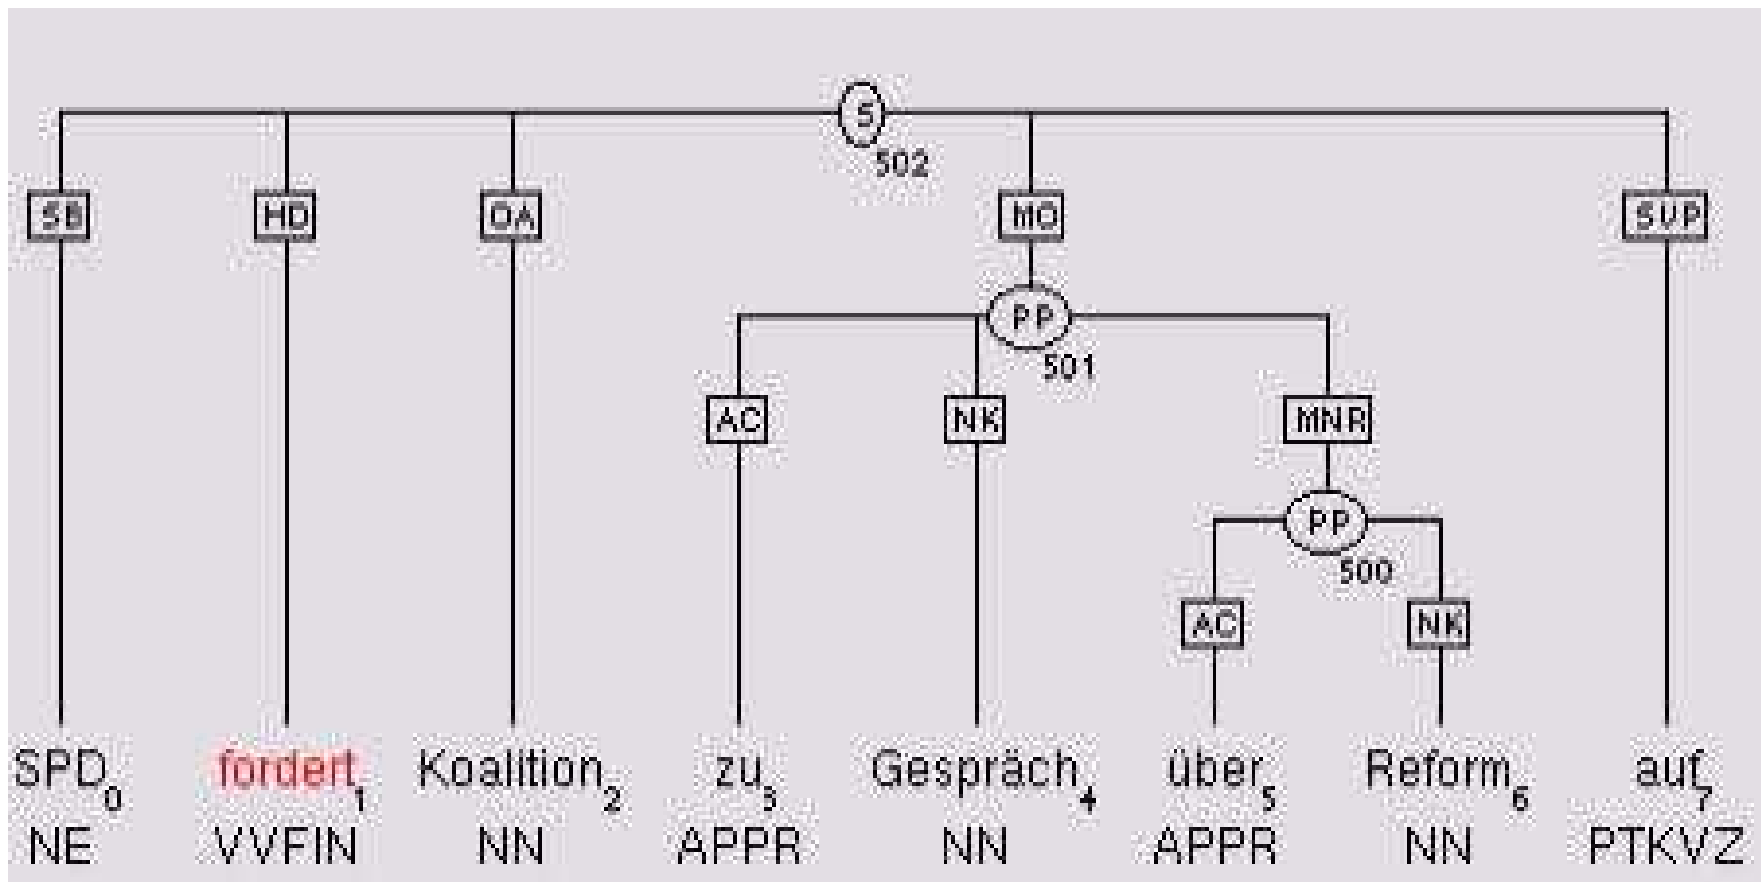 S
502
SB HD OA MO SVP
PP
501
AC NK MNR
PP
500
AC NK
SPD0 fordert1 Koalition2 zu3 Gespräch4 über5 Reform6 auf7
NE VVFIN NN APPR NN APPR NN PTKVZ